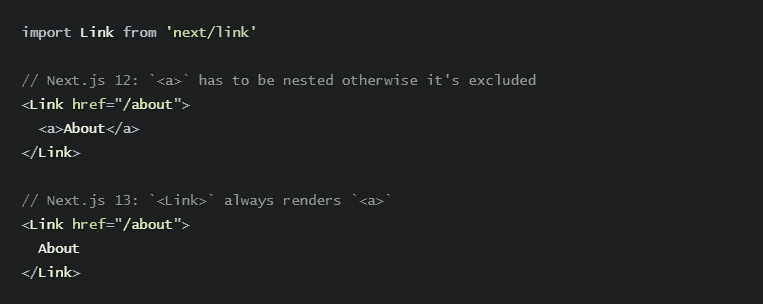 import Link from 'next/link'
// Next.js 12: `<a>` has to be nested otherwise it's excluded
<Link href="/about">
  <a>About</a>
</Link>
// Next.js 13: `<Link>` always renders `<a>`
<Link href="/about">
  About
</Link>